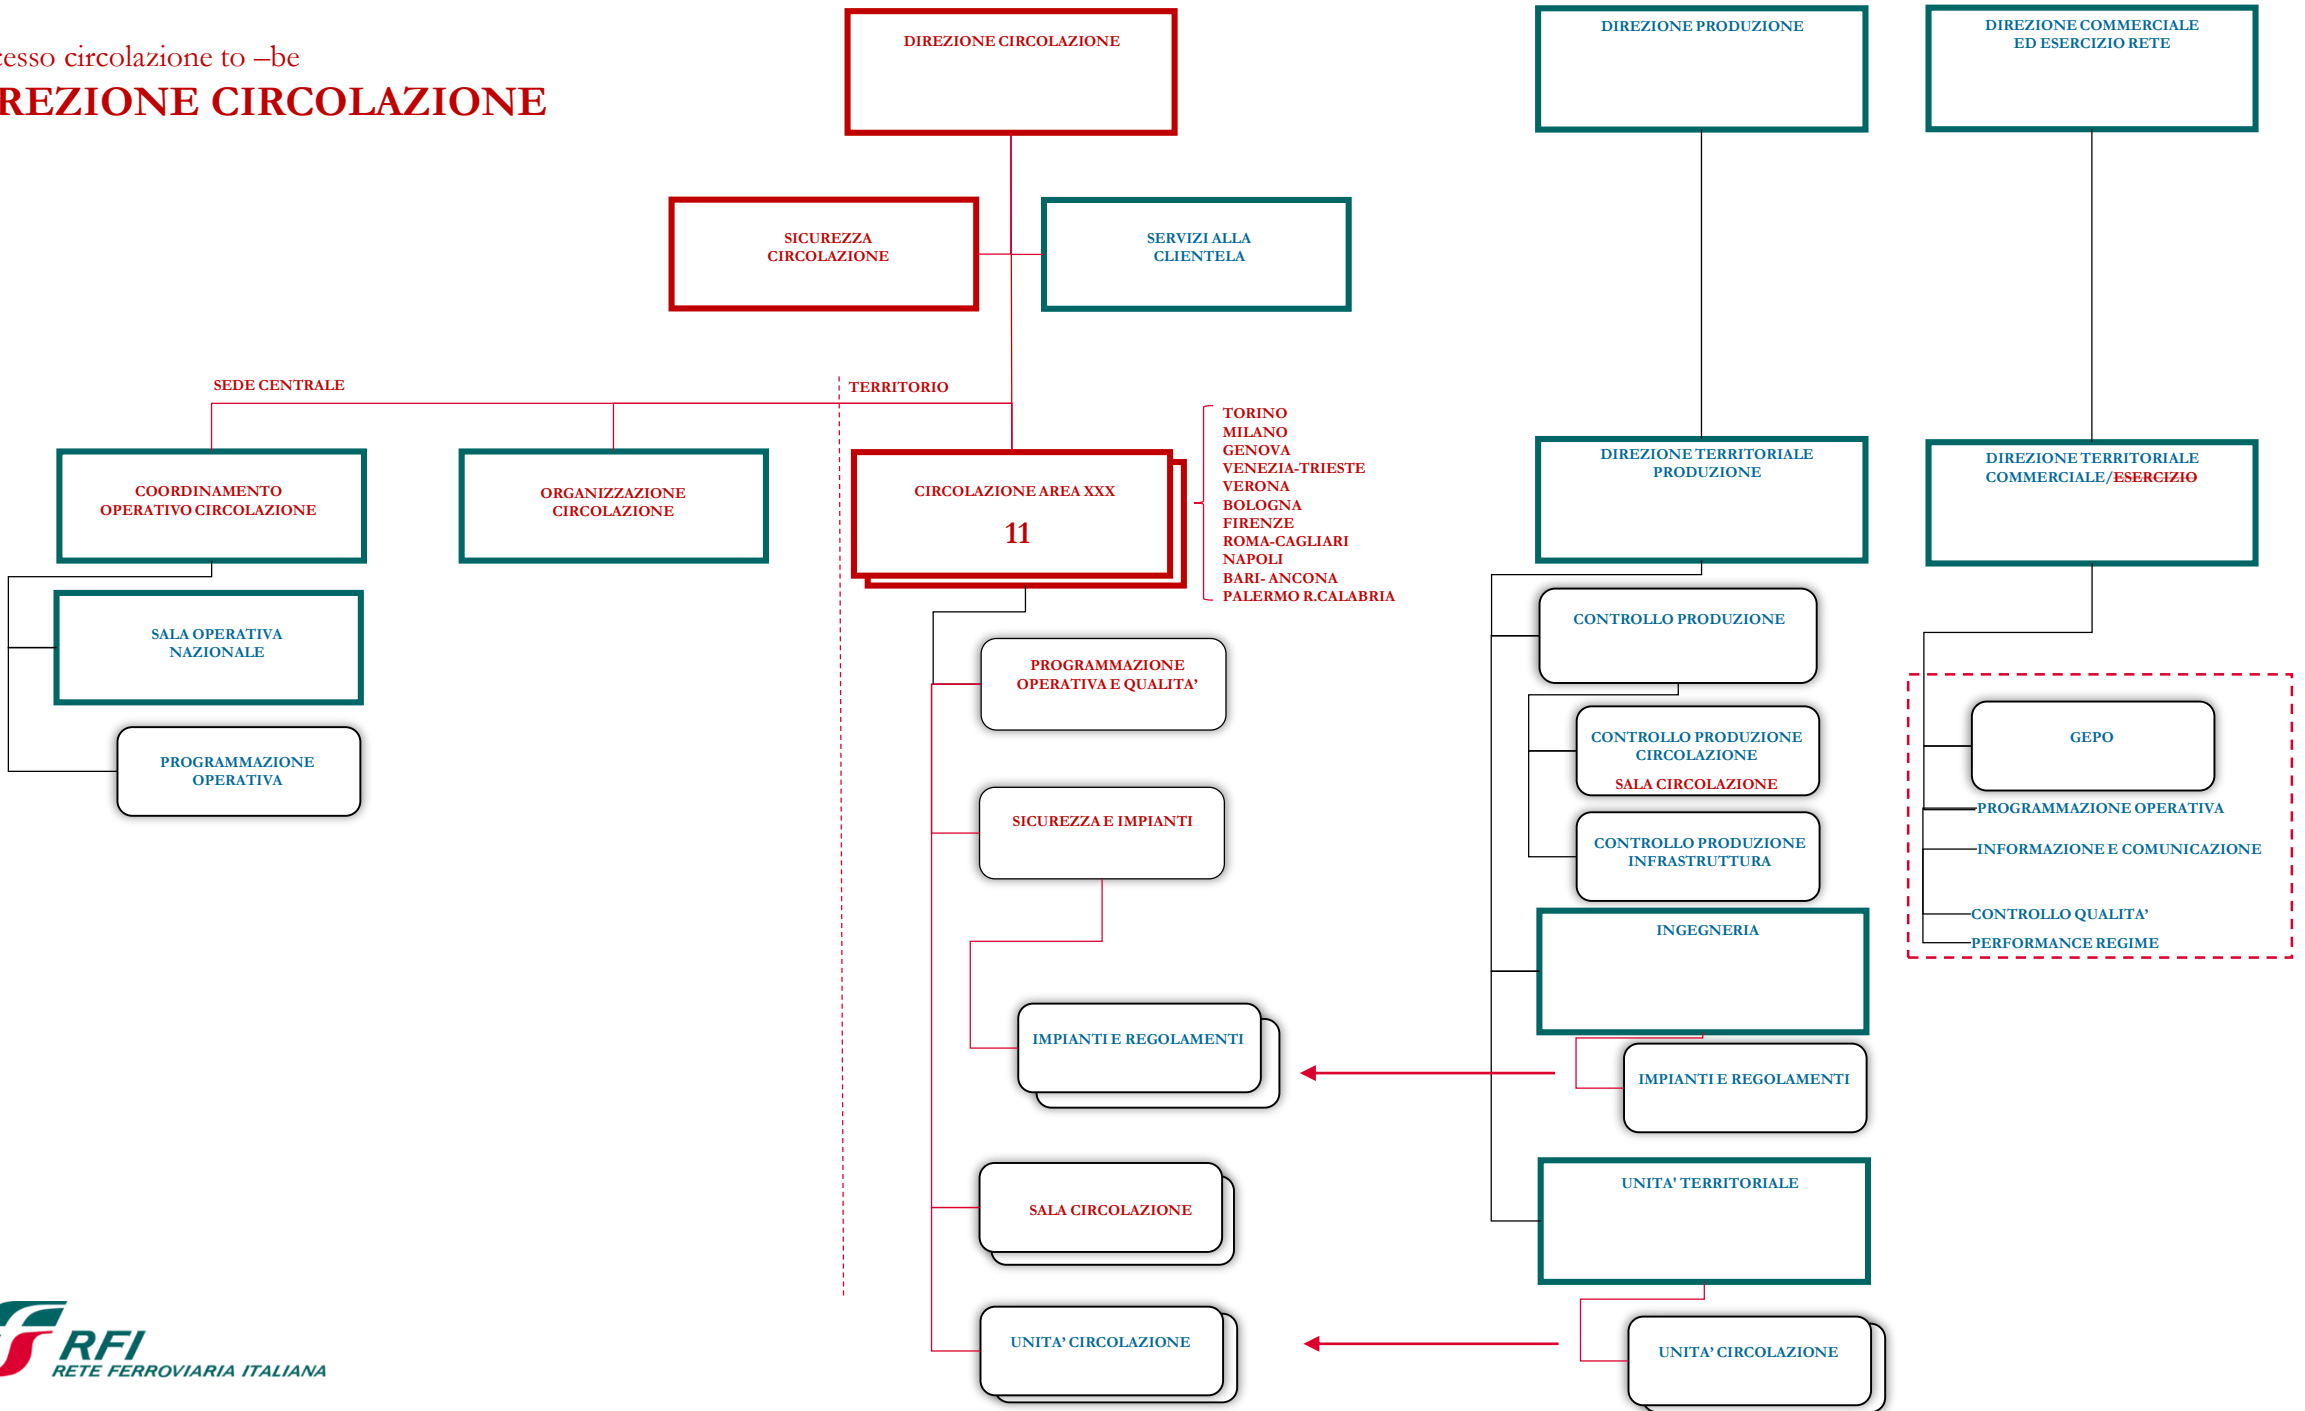 cesso circolazione to –be
REZIONE CIRCOLAZIONE
DIREZIONE CIRCOLAZIONE
DIREZIONE PRODUZIONE
DIREZIONE COMMERCIALE
ED ESERCIZIO RETE
SICUREZZA
CIRCOLAZIONE
SERVIZI ALLA
CLIENTELA
SEDE CENTRALE
TERRITORIO
COORDINAMENTO
OPERATIVO CIRCOLAZIONE
ORGANIZZAZIONE
CIRCOLAZIONE
CIRCOLAZIONE AREA XXX
11
TORINO
MILANO
GENOVA
VENEZIA-TRIESTE
VERONA
BOLOGNA
FIRENZE
ROMA-CAGLIARI
NAPOLI
BARI- ANCONA
PALERMO R.CALABRIA
DIREZIONE TERRITORIALE
PRODUZIONE
DIREZIONE TERRITORIALE
COMMERCIALE/ESERCIZIO
SALA OPERATIVA
NAZIONALE
PROGRAMMAZIONE
OPERATIVA
PROGRAMMAZIONE
OPERATIVA E QUALITA’
SICUREZZA E IMPIANTI
IMPIANTI E REGOLAMENTI
SALA CIRCOLAZIONE
UNITA’ CIRCOLAZIONE
CONTROLLO PRODUZIONE
CONTROLLO PRODUZIONE
CIRCOLAZIONE
SALA CIRCOLAZIONE
CONTROLLO PRODUZIONE
INFRASTRUTTURA
INGEGNERIA
IMPIANTI E REGOLAMENTI
UNITA' TERRITORIALE
UNITA’ CIRCOLAZIONE
GEPO
PROGRAMMAZIONE OPERATIVA
INFORMAZIONE E COMUNICAZIONE
CONTROLLO QUALITA’
PERFORMANCE REGIME
RFI
RETE FERROVIARIA ITALIANA